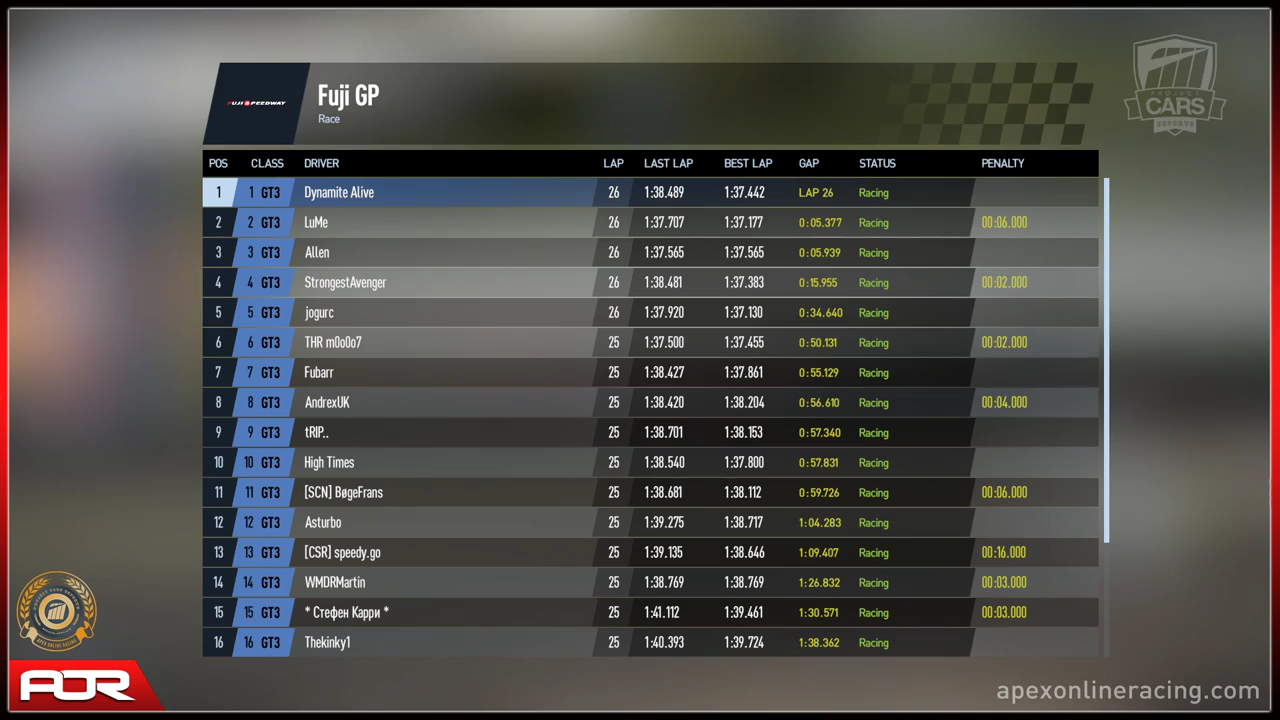 FUJI SPEEDWAY
Fuji GP
Race
PROJECT
CARS
ESPORTS
POS CLASS DRIVER LAP LAST LAP BEST LAP GAP STATUS PENALTY
1 1 GT3 Dynamite Alive 26 1:38.489 1:37.442 LAP 26 Racing
2 2 GT3 LuMe 26 1:37.707 1:37.177 0:05.377 Racing 00:06.000
3 3 GT3 Allen 26 1:37.565 1:37.565 0:05.939 Racing
4 4 GT3 StrongestAvenger 26 1:38.481 1:37.383 0:15.955 Racing 00:02.000
5 5 GT3 jogurc 26 1:37.920 1:37.130 0:34.640 Racing
6 6 GT3 THR m0o0o7 25 1:37.500 1:37.455 0:50.131 Racing 00:02.000
7 7 GT3 Fubarr 25 1:38.427 1:37.861 0:55.129 Racing
8 8 GT3 AndrexUK 25 1:38.420 1:38.204 0:56.610 Racing 00:04.000
9 9 GT3 tRIP.. 25 1:38.701 1:38.153 0:57.340 Racing
10 10 GT3 High Times 25 1:38.540 1:37.800 0:57.831 Racing
11 11 GT3 [SCN] BøgeFrans 25 1:38.681 1:38.112 0:59.726 Racing 00:06.000
12 12 GT3 Asturbo 25 1:39.275 1:38.717 1:04.283 Racing
13 13 GT3 [CSR] speedy.go 25 1:39.135 1:38.646 1:09.407 Racing 00:16.000
14 14 GT3 WMDRMartin 25 1:38.769 1:38.769 1:26.832 Racing 00:03.000
15 15 GT3 * Стефен Карри * 25 1:41.112 1:39.461 1:30.571 Racing 00:03.000
16 16 GT3 Thekinky1 25 1:40.393 1:39.724 1:38.362 Racing
AOR
apexonlineracing.com